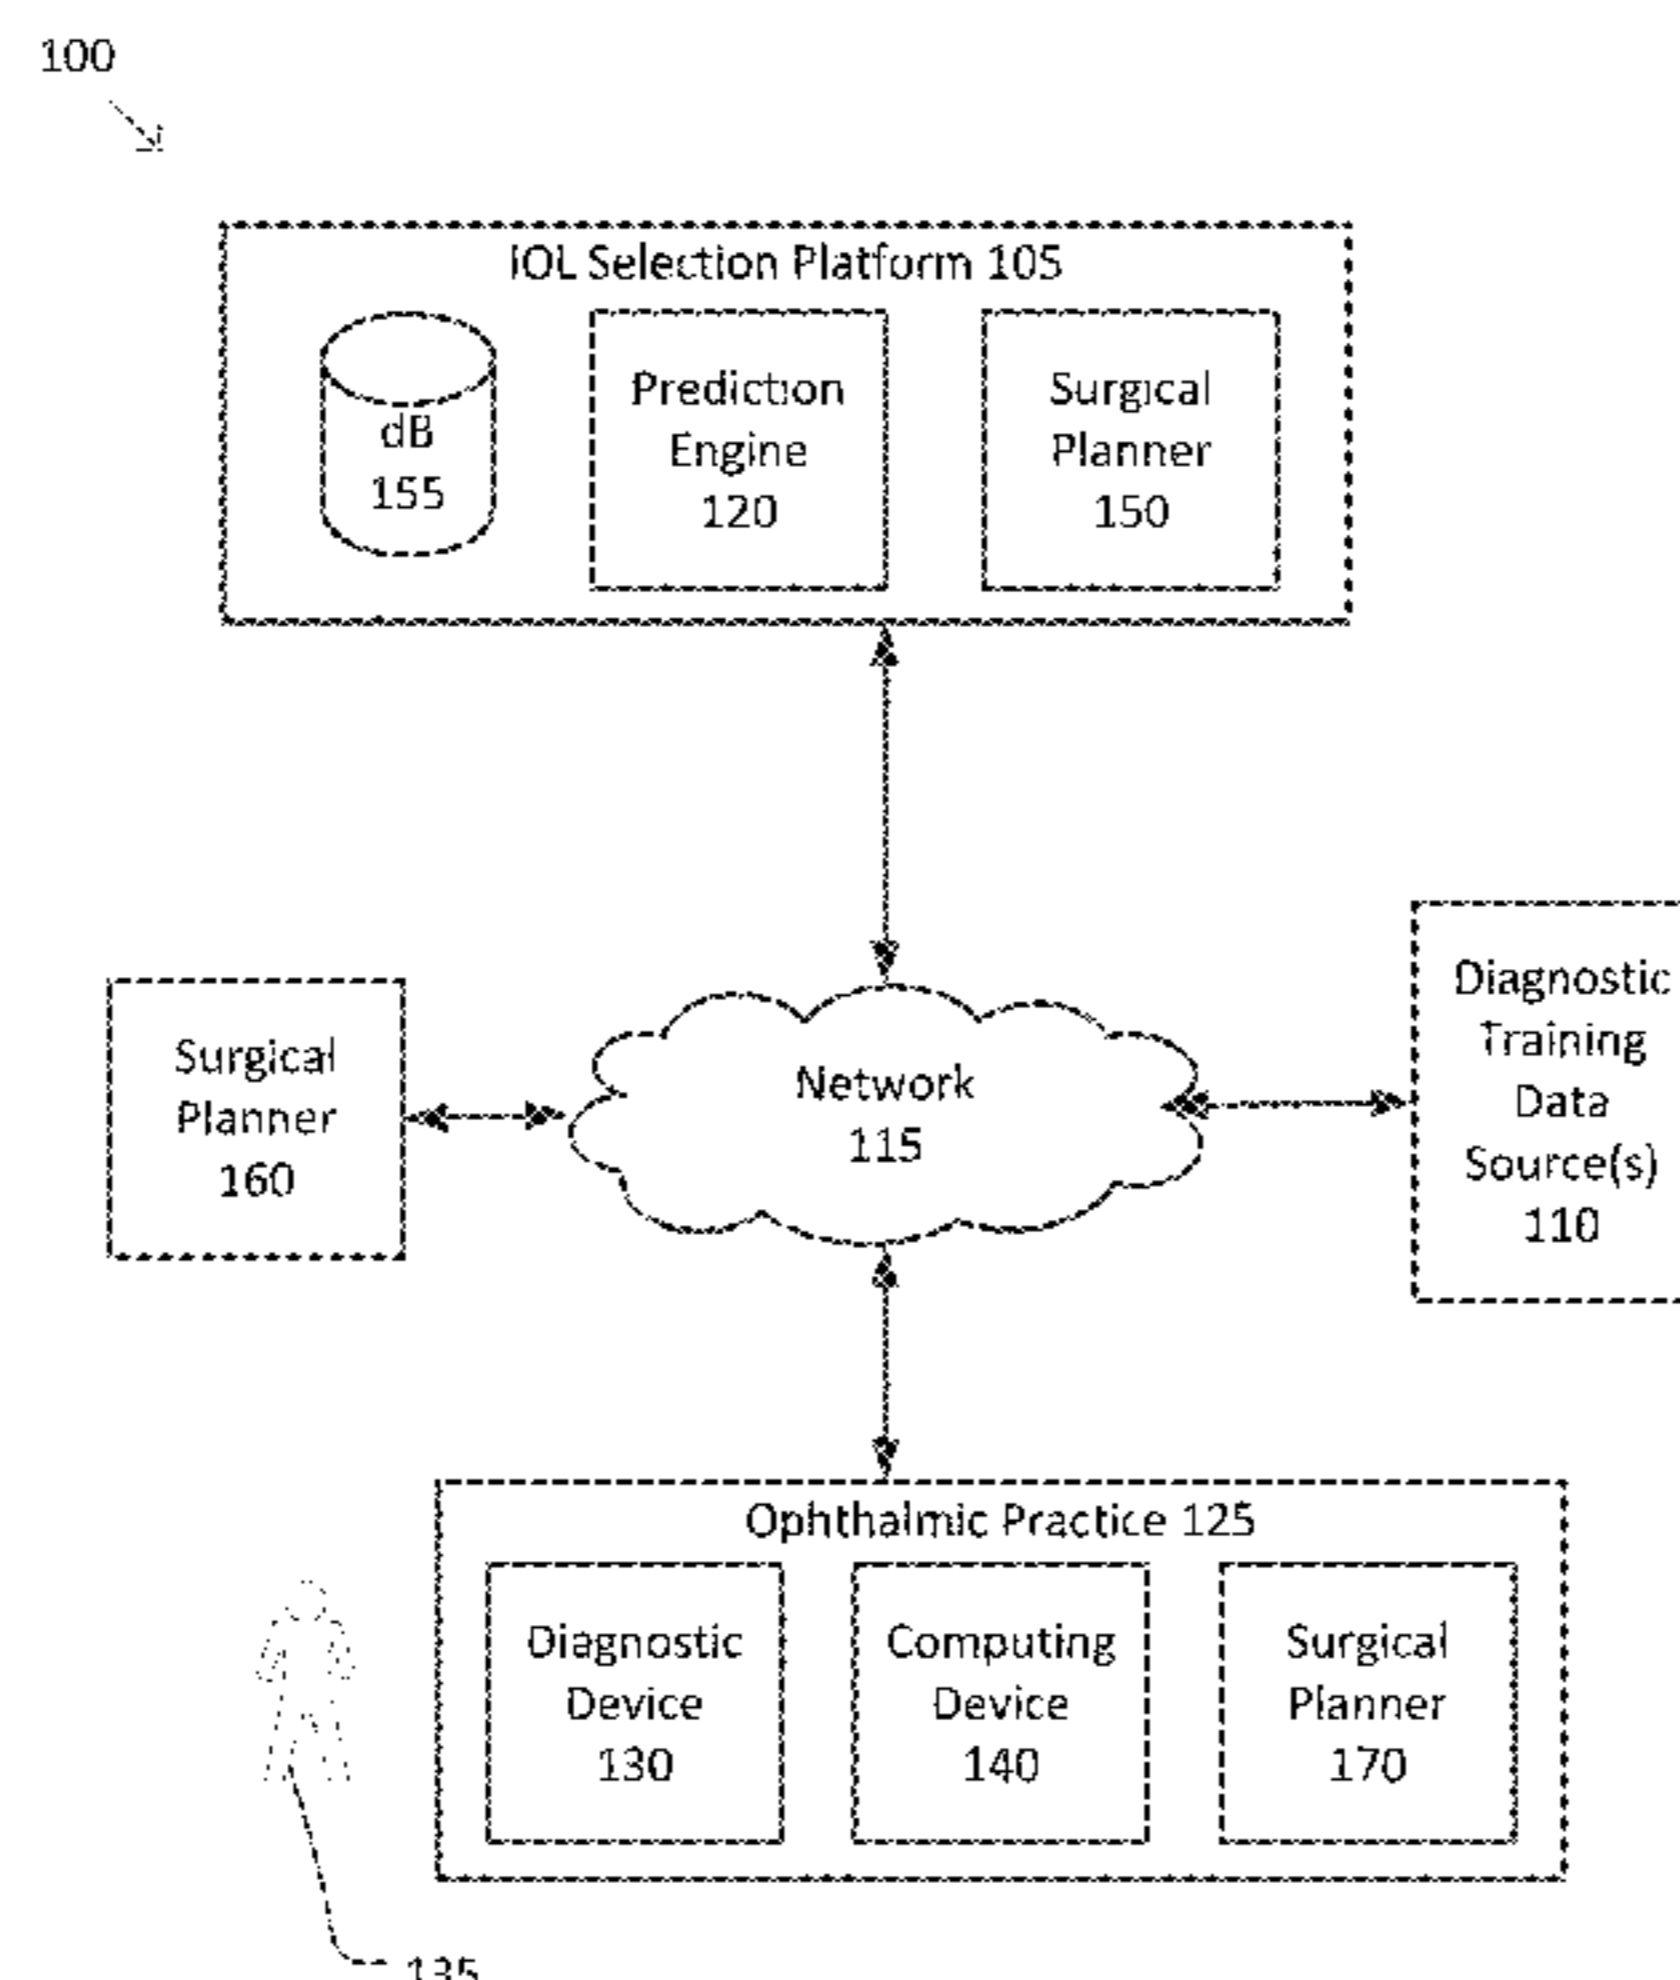 100
IOL Selection Platform 105
dB
155
Prediction
Engine
120
Surgical
Planner
150
Surgical
Planner
160
Network
115
Diagnostic
Training
Data
Source(s)
110
Ophthalmic Practice 125
Diagnostic
Device
130
Computing
Device
140
Surgical
Planner
170
135